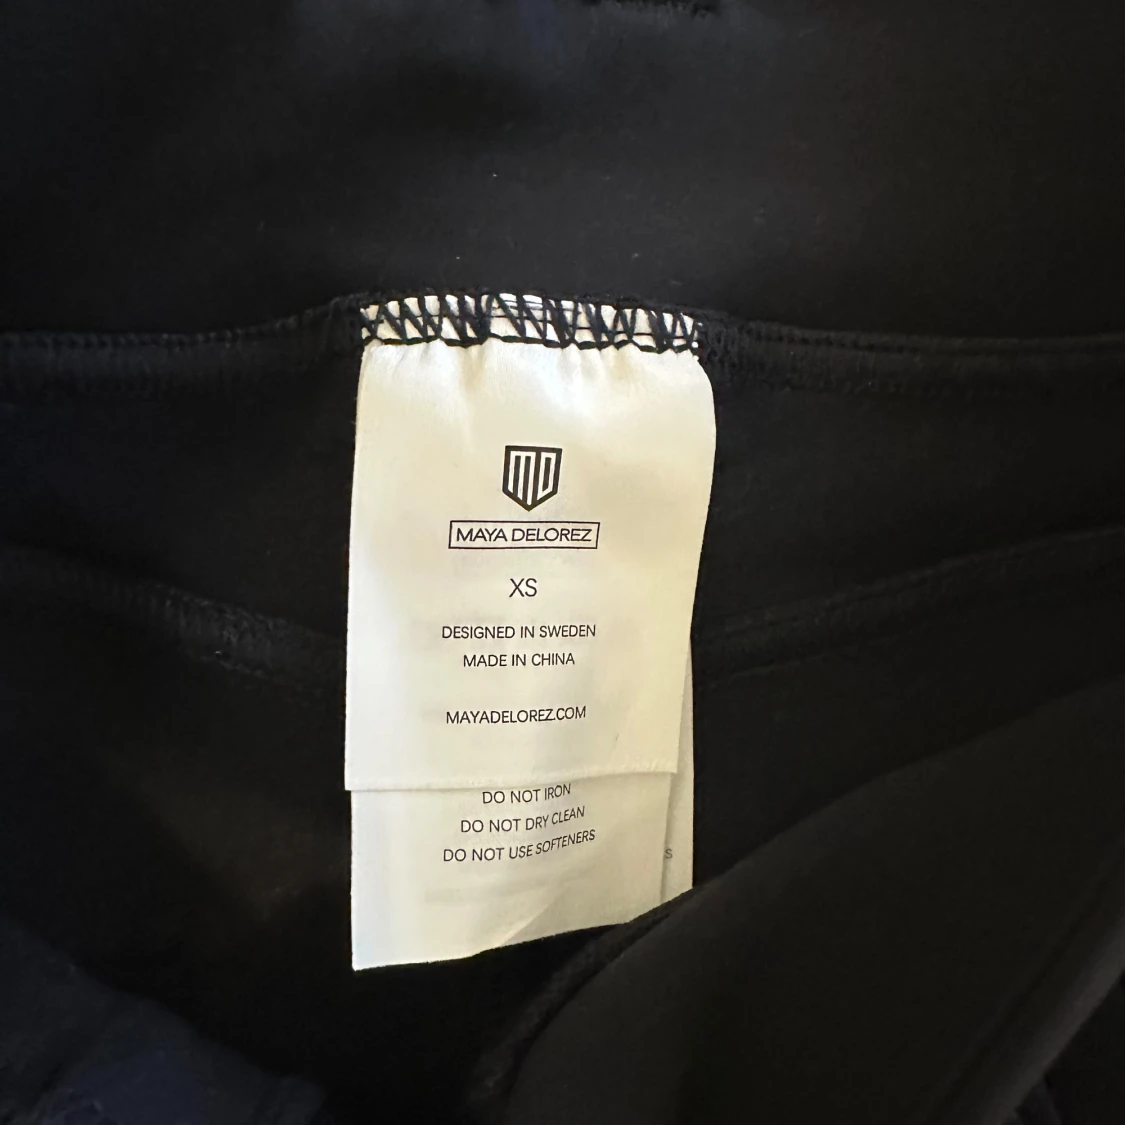 MD
MAYA DELOREZ
XS
DESIGNED IN SWEDEN
MADE IN CHINA
MAYADELOREZ.COM
DO NOT IRON
DO NOT DRY CLEAN
DO NOT USE SOFTENERS
S